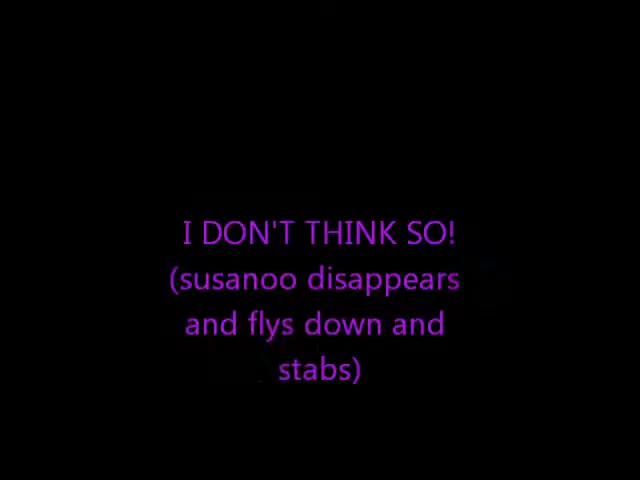 I DON'T THINK SO!
(susanoo disappears
and flys down and
stabs)